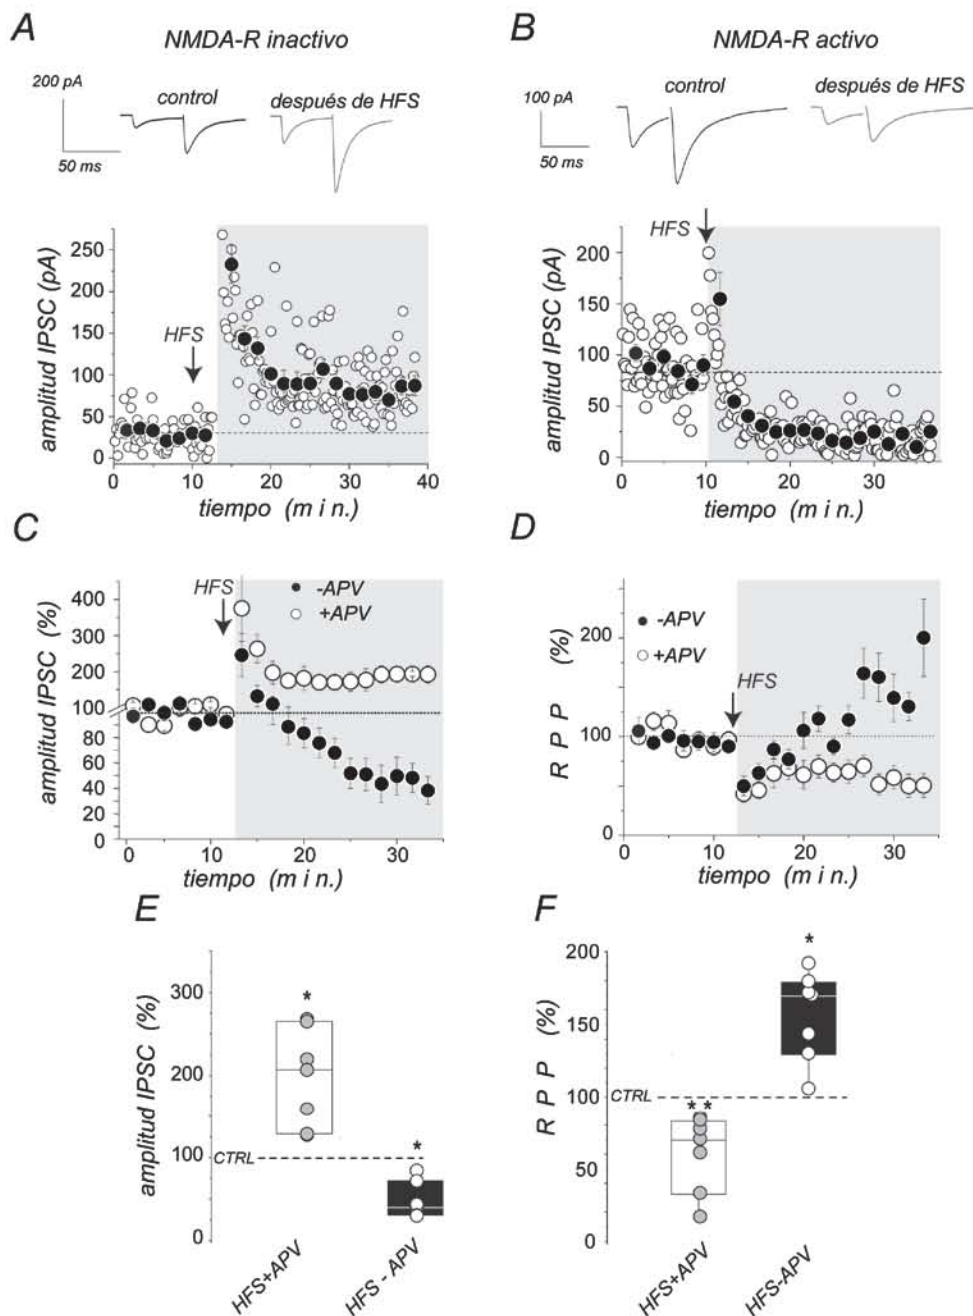 A
NMDA-R inactivo
200 pA
control
después de HFS
50 ms
amplitud IPSC (pA)
250
200
150
100
50
0
HFS
0
10
20
30
40
tiempo (m i n.)
B
NMDA-R activo
100 pA
control
después de HFS
50 ms
amplitud IPSC (pA)
200
150
100
50
0
HFS
0
10
20
30
tiempo (m i n.)
C
amplitud IPSC (%)
400
300
200
100
80
60
40
20
0
HFS
-APV
+APV
0
10
20
30
tiempo (m i n.)
D
R P P (%)
200
100
0
-APV
+APV
HFS
0
10
20
30
tiempo (m i n.)
E
amplitud IPSC (%)
300
200
100
0
*
*
CTRL
HFS+APV
HFS - APV
F
R P P (%)
200
150
100
50
0
*
CTRL
* *
HFS+APV
HFS-APV